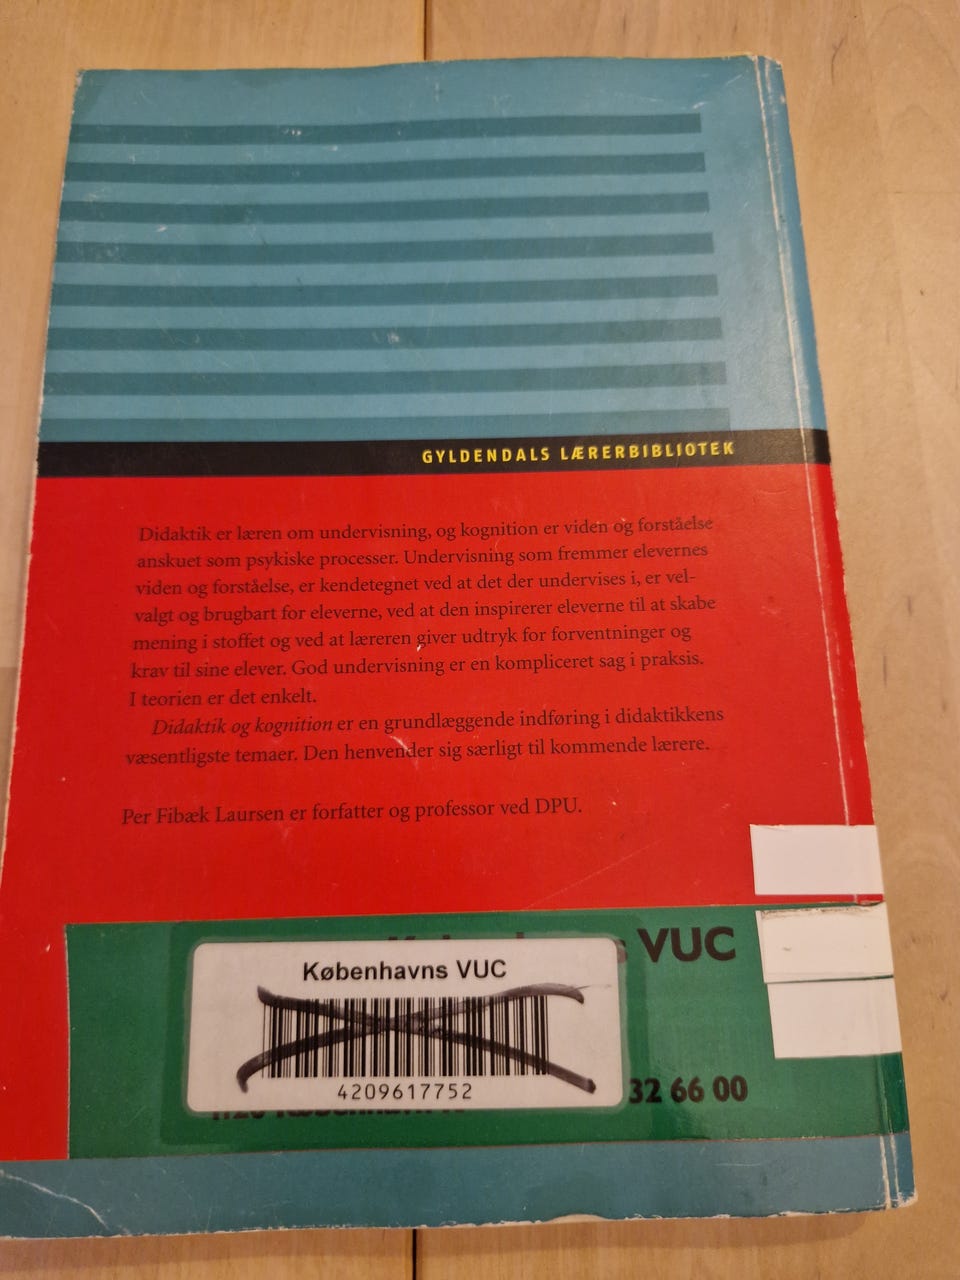 GYLDENDALS LÆRERBIBLIOTEK
Didaktik er læren om undervisning, og kognition er viden og forståelse
anskuet som psykiske processer. Undervisning som fremmer elevernes
viden og forståelse, er kendetegnet ved at det der undervises i, er vel-
valgt og brugbart for eleverne, ved at den inspirerer eleverne til at skabe
mening i stoffet og ved at læreren giver udtryk for forventninger og
krav til sine elever. God undervisning er en kompliceret sag i praksis.
I teorien er det enkelt.
Didaktik og kognition er en grundlæggende indføring i didaktikkens
væsentligste temaer. Den henvender sig særligt til kommende lærere.
Per Fibæk Laursen er forfatter og professor ved DPU.
VUC
Københavns VUC
4209617752
32 66 00